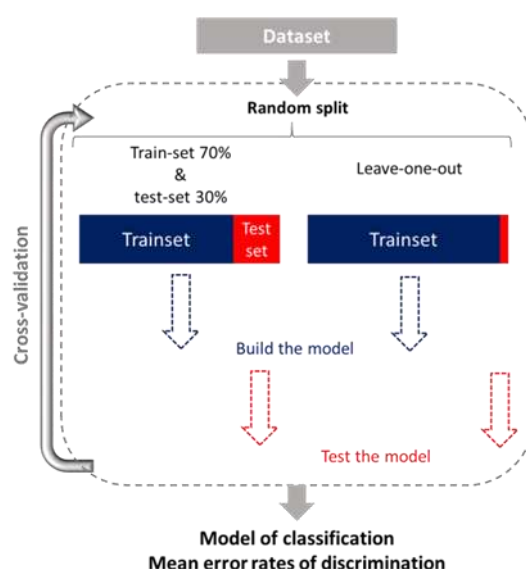 Dataset
Random split
Train-set 70%
&
test-set 30%
Leave-one-out
Trainset
Test
set
Trainset
Build the model
Test the model
Cross-validation
Model of classification
Mean error rates of discrimination